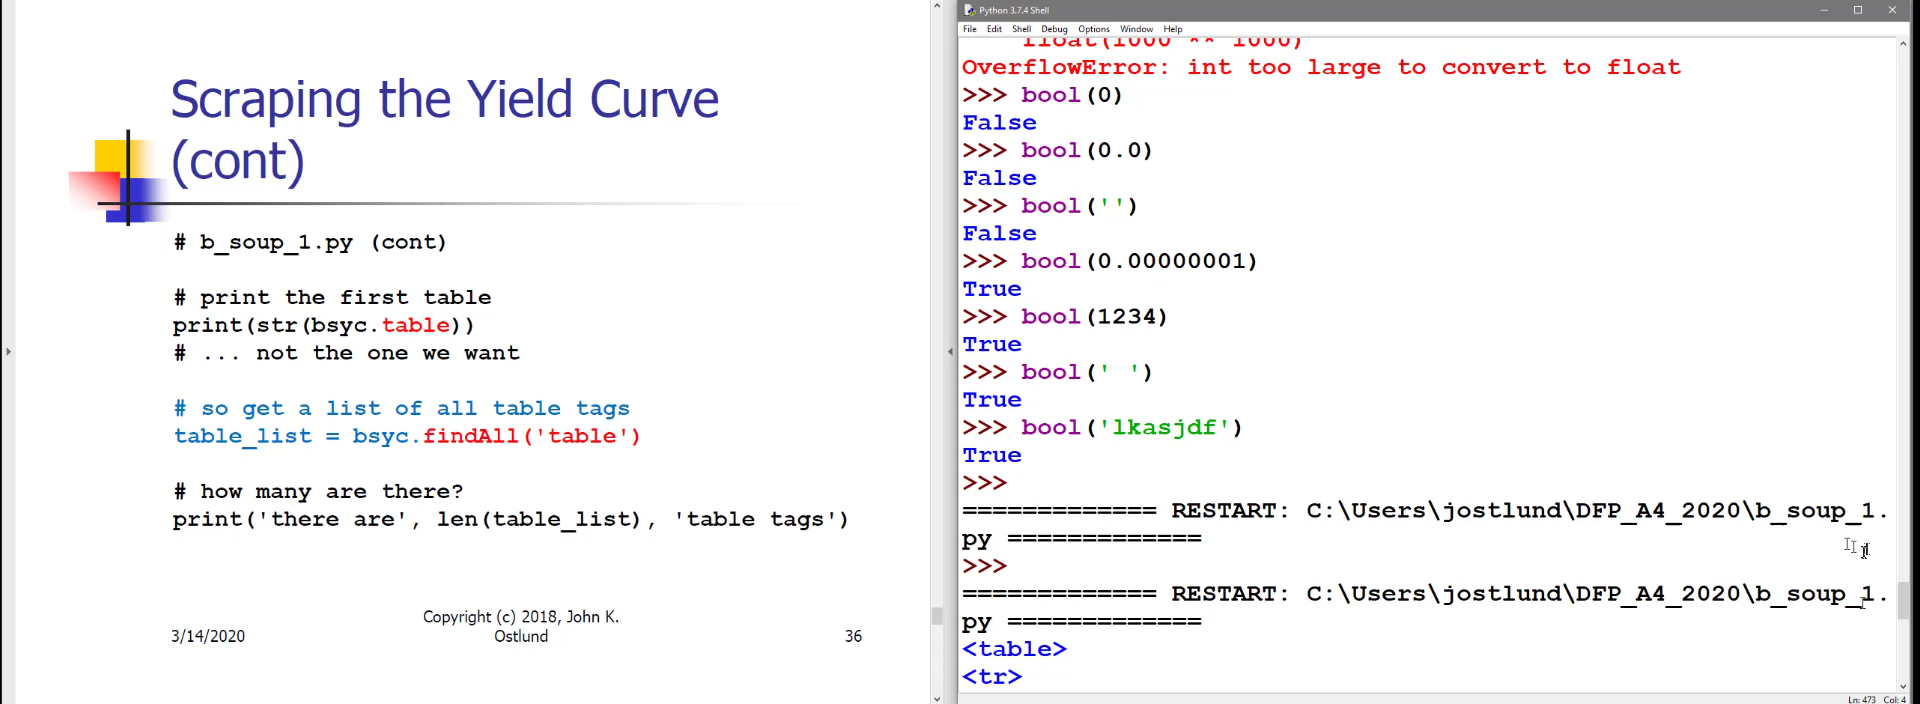 Scraping the Yield Curve
(cont)
# b_soup_1.py (cont)
# print the first table
print(str(bsyc.table))
# ... not the one we want
# so get a list of all table tags
table_list = bsyc.findAll('table')
# how many are there?
print('there are', len(table_list), 'table tags')
3/14/2020
Copyright (c) 2018, John K.
Ostlund
36
Python 3.7.4 Shell
File Edit Shell Debug Options Window Help
float(1000 ** 1000)
OverflowError: int too large to convert to float
>>> bool(0)
False
>>> bool(0.0)
False
>>> bool('')
False
>>> bool(0.00000001)
True
>>> bool(1234)
True
>>> bool(' ')
True
>>> bool('lkasjdf')
True
>>>
============= RESTART: C:\Users\jostlund\DFP_A4_2020\b_soup_1.
py =============
>>>
============= RESTART: C:\Users\jostlund\DFP_A4_2020\b_soup_1.
py =============
<table>
<tr>
Ln: 473 Col: 4